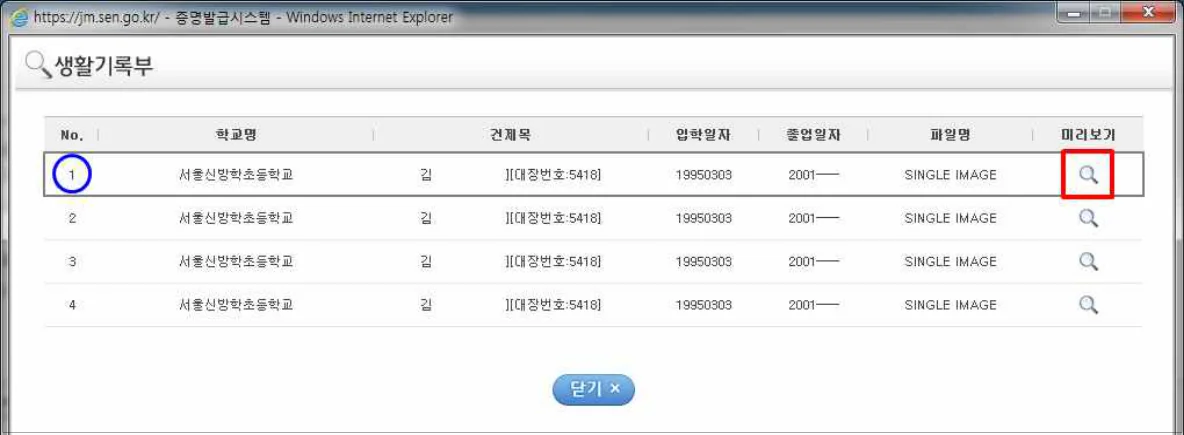 https://jm.sen.go.kr/ - 증명발급시스템 - Windows Internet Explorer
생활기록부
No. 학교명 건제목 입학일자 졸업일자 파일명 미리보기
1 서울신방학초등학교 김 ][대장번호:5418] 19950303 2001---- SINGLE IMAGE
2 서울신방학초등학교 김 ][대장번호:5418] 19950303 2001---- SINGLE IMAGE
3 서울신방학초등학교 김 ][대장번호:5418] 19950303 2001---- SINGLE IMAGE
4 서울신방학초등학교 김 ][대장번호:5418] 19950303 2001---- SINGLE IMAGE
닫기 ×